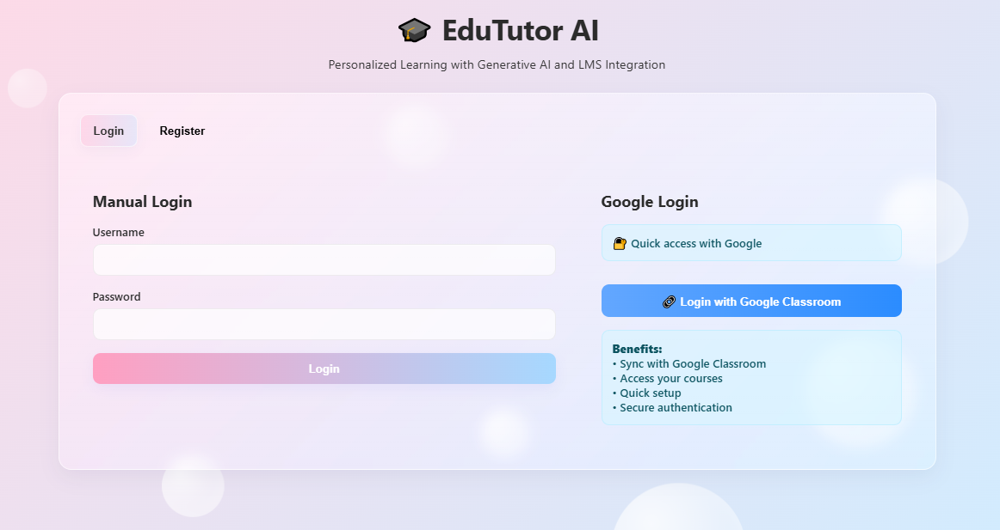 EduTutor AI
Personalized Learning with Generative AI and LMS Integration
Login
Register
Manual Login
Username
Password
Login
Google Login
Quick access with Google
Login with Google Classroom
Benefits:
• Sync with Google Classroom
• Access your courses
• Quick setup
• Secure authentication